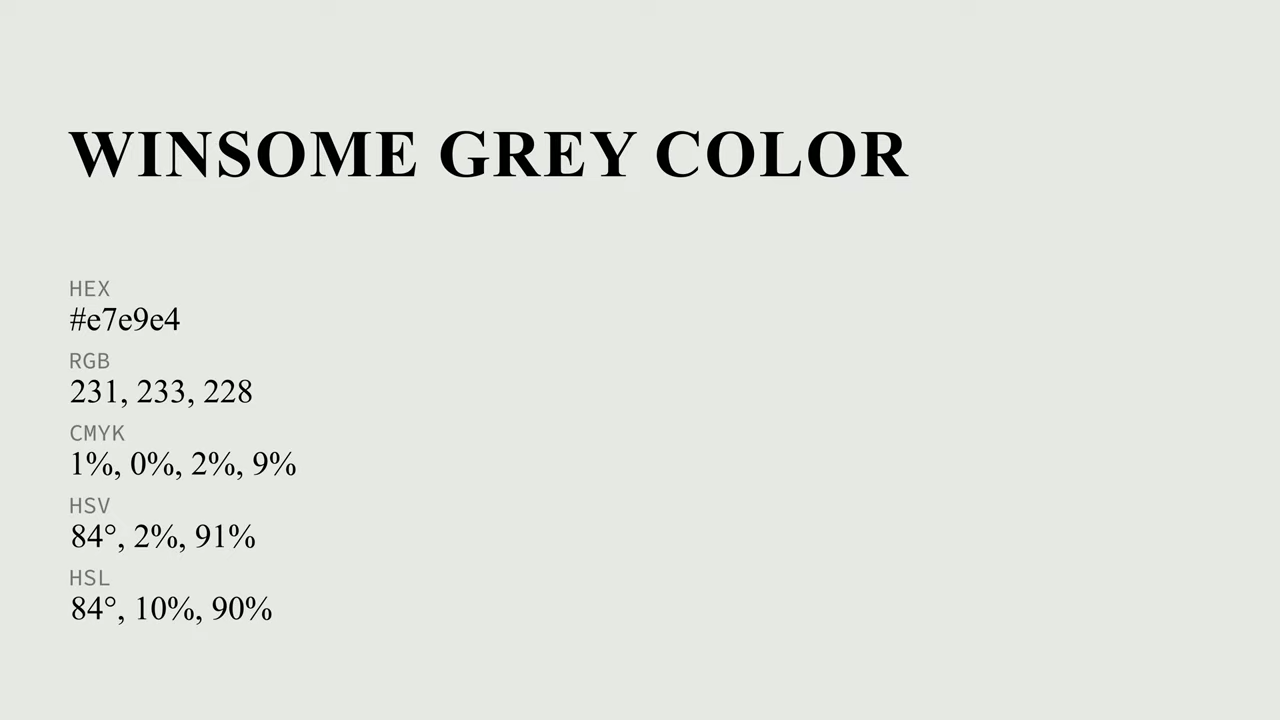 WINSOME GREY COLOR
HEX
#e7e9e4
RGB
231, 233, 228
CMYK
1%, 0%, 2%, 9%
HSV
84°, 2%, 91%
HSL
84°, 10%, 90%